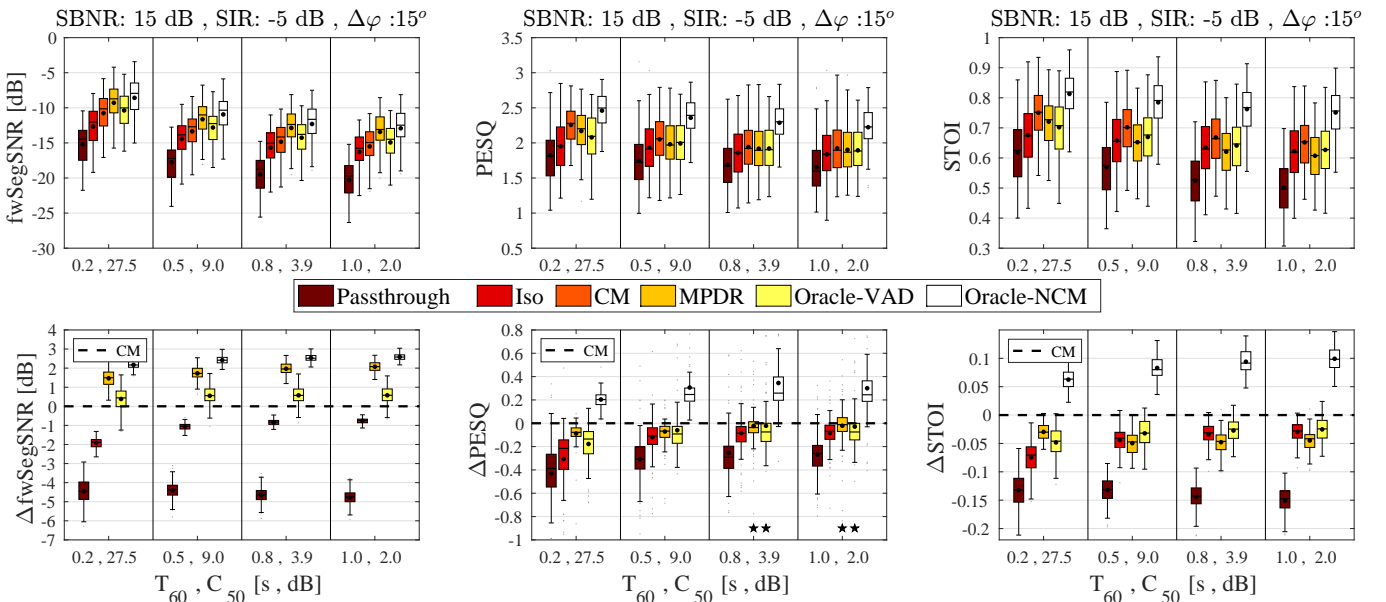 SBNR: 15 dB , SIR: -5 dB , Δφ :15°
SBNR: 15 dB , SIR: -5 dB , Δφ :15°
SBNR: 15 dB , SIR: -5 dB , Δφ :15°
fwSegSNR [dB]
0
-5
-10
-15
-20
-25
-30
0.2 , 27.5
0.5 , 9.0
0.8 , 3.9
1.0 , 2.0
PESQ
3.5
3
2.5
2
1.5
1
0.5
0.2 , 27.5
0.5 , 9.0
0.8 , 3.9
1.0 , 2.0
STOI
1
0.9
0.8
0.7
0.6
0.5
0.4
0.3
0.2 , 27.5
0.5 , 9.0
0.8 , 3.9
1.0 , 2.0
Passthrough Iso CM MPDR Oracle-VAD Oracle-NCM
ΔfwSegSNR [dB]
4
3
2
1
0
-1
-2
-3
-4
-5
-6
-7
CM
0.2 , 27.5
0.5 , 9.0
0.8 , 3.9
1.0 , 2.0
T60 , C50 [s , dB]
ΔPESQ
0.8
0.6
0.4
0.2
0
-0.2
-0.4
-0.6
-0.8
-1
CM
★★
★★
0.2 , 27.5
0.5 , 9.0
0.8 , 3.9
1.0 , 2.0
T60 , C50 [s , dB]
ΔSTOI
0.1
0.05
0
-0.05
-0.1
-0.15
-0.2
CM
0.2 , 27.5
0.5 , 9.0
0.8 , 3.9
1.0 , 2.0
T60 , C50 [s , dB]